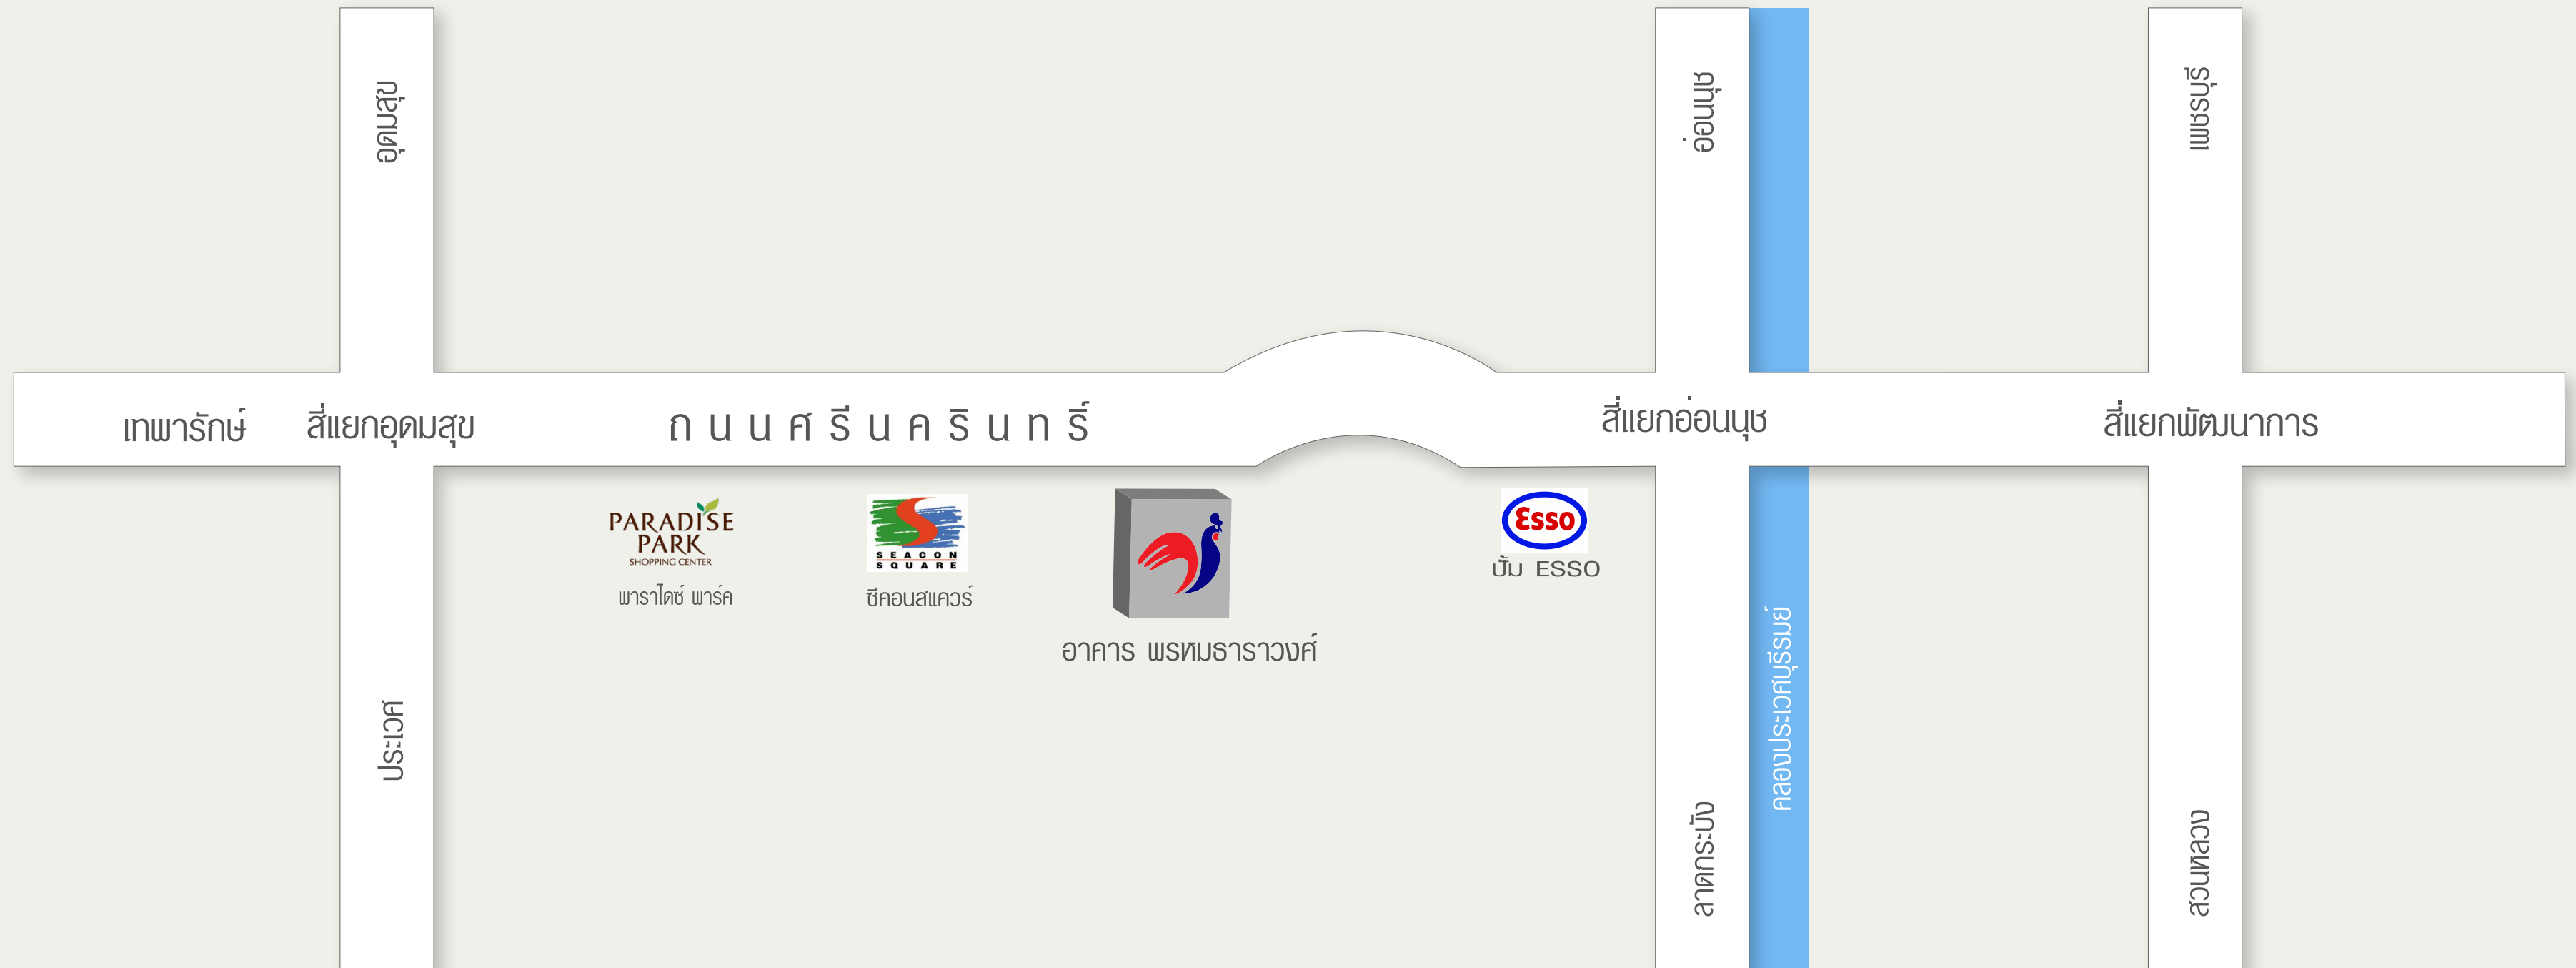 อุดมสุข
อ่อนนุช
เพชรบุรี
เทพารักษ์
สี่แยกอุดมสุข
ถนนศรีนครินทร์
สี่แยกอ่อนนุช
สี่แยกพัฒนาการ
PARADISE
PARK
SHOPPING CENTER
พาราไดซ์ พาร์ค
SEACON
SQUARE
ซีคอนสแควร์
อาคาร พรหมธาราวงศ์
Esso
ปั๊ม ESSO
ประเวศ
ลาดกระบัง
คลองประเวศบุรีรมย์
สวนหลวง